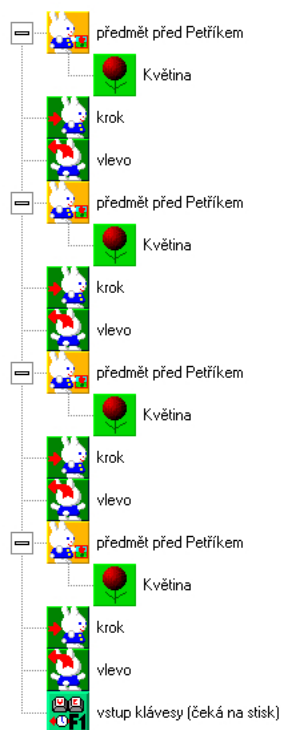 předmět před Petříkem
Květina
krok
vlevo
předmět před Petříkem
Květina
krok
vlevo
předmět před Petříkem
Květina
krok
vlevo
předmět před Petříkem
Květina
krok
vlevo
F1 vstup klávesy (čeká na stisk)